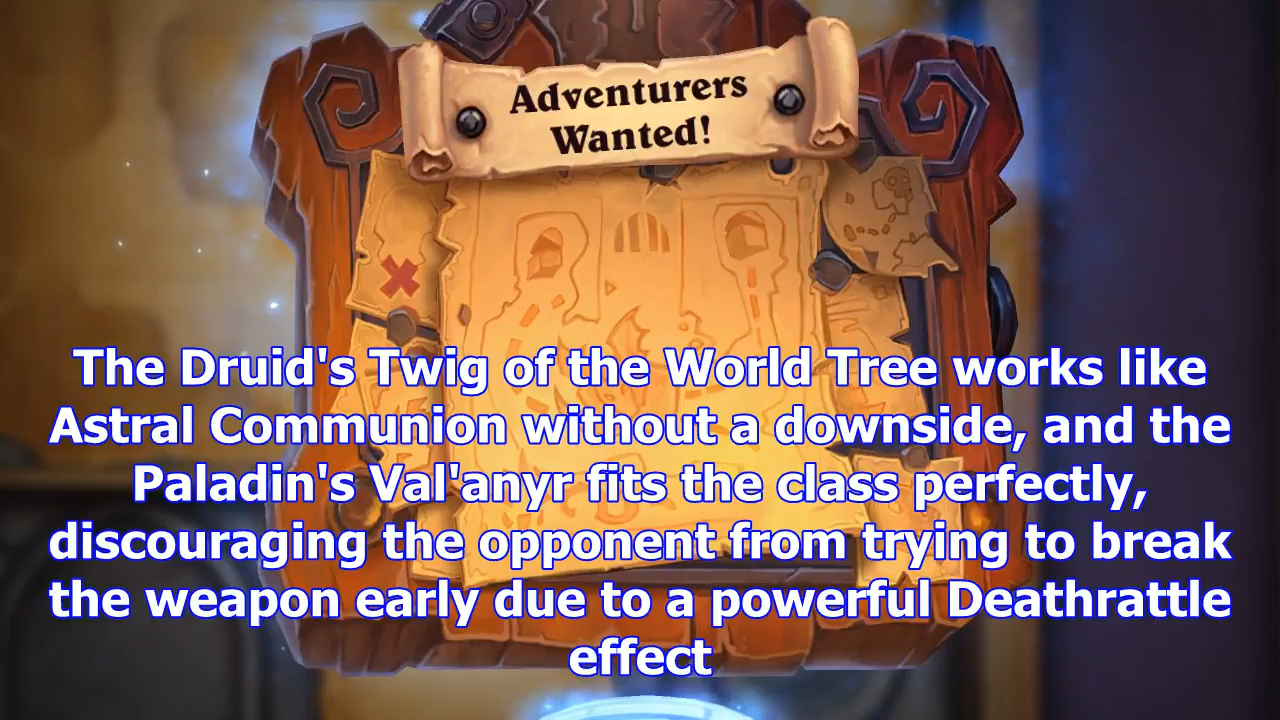 Adventurers
Wanted!
The Druid's Twig of the World Tree works like
Astral Communion without a downside, and the
Paladin's Val'anyr fits the class perfectly,
discouraging the opponent from trying to break
the weapon early due to a powerful Deathrattle
effect